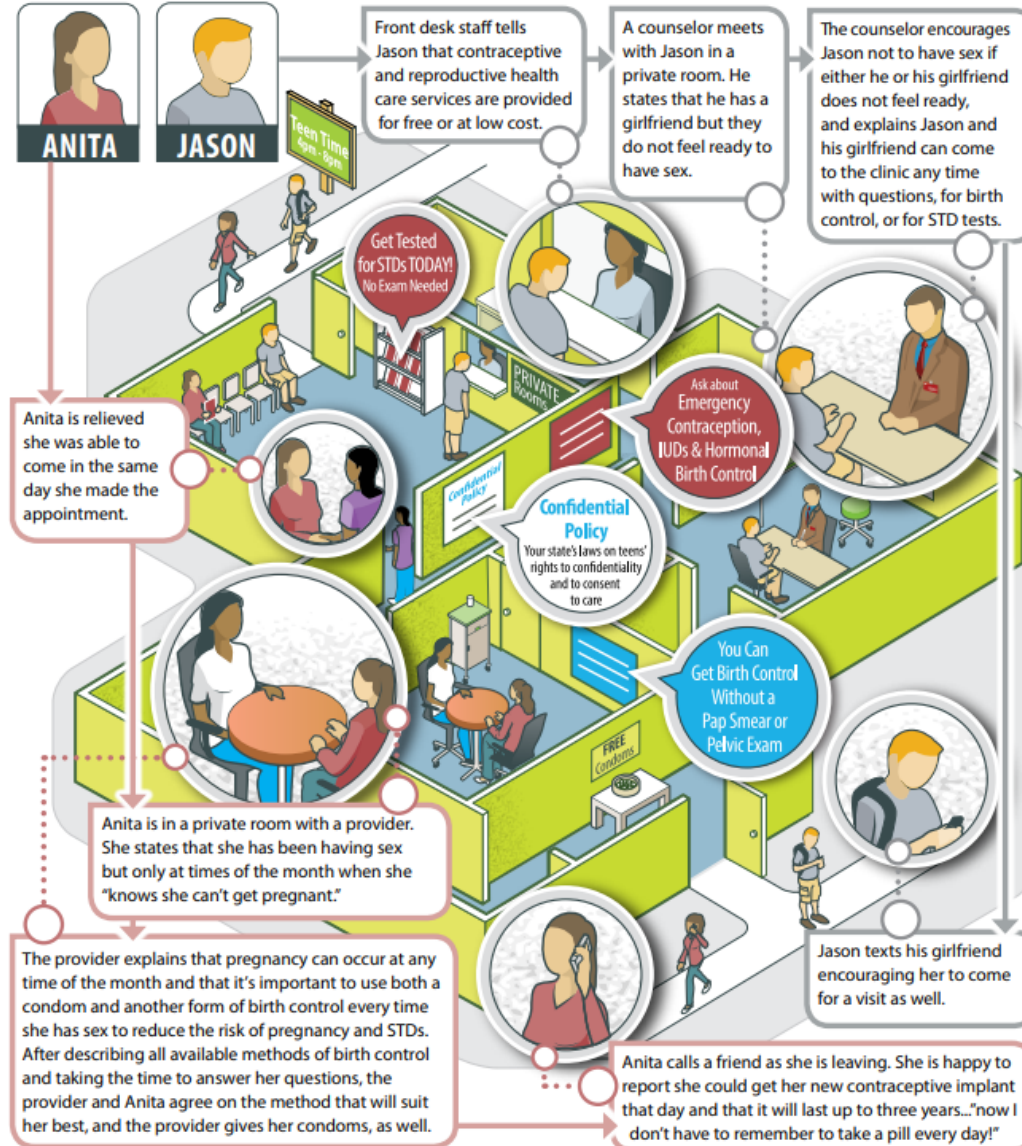 ANITA
JASON
Front desk staff tells
Jason that contraceptive
and reproductive health
care services are provided
for free or at low cost.
A counselor meets
with Jason in a
private room. He
states that he has a
girlfriend but they
do not feel ready to
have sex.
The counselor encourages
Jason not to have sex if
either he or his girlfriend
does not feel ready,
and explains Jason and
his girlfriend can come
to the clinic any time
with questions, for birth
control, or for STD tests.
Teen Time
4pm - 8pm
Get Tested
for STDs TODAY!
No Exam Needed
PRIVATE
Rooms
Ask about
Emergency
Contraception,
IUDs & Hormonal
Birth Control
Anita is relieved
she was able to
come in the same
day she made the
appointment.
Confidential
Policy
Confidential
Policy
Your state's laws on teens'
rights to confidentiality
and to consent
to care
You Can
Get Birth Control
Without a
Pap Smear or
Pelvic Exam
FREE
Condoms
Anita is in a private room with a provider.
She states that she has been having sex
but only at times of the month when she
"knows she can't get pregnant."
The provider explains that pregnancy can occur at any
time of the month and that it's important to use both a
condom and another form of birth control every time
she has sex to reduce the risk of pregnancy and STDs.
After describing all available methods of birth control
and taking the time to answer her questions, the
provider and Anita agree on the method that will suit
her best, and the provider gives her condoms, as well.
Jason texts his girlfriend
encouraging her to come
for a visit as well.
Anita calls a friend as she is leaving. She is happy to
report she could get her new contraceptive implant
that day and that it will last up to three years..."now I
don't have to remember to take a pill every day!"